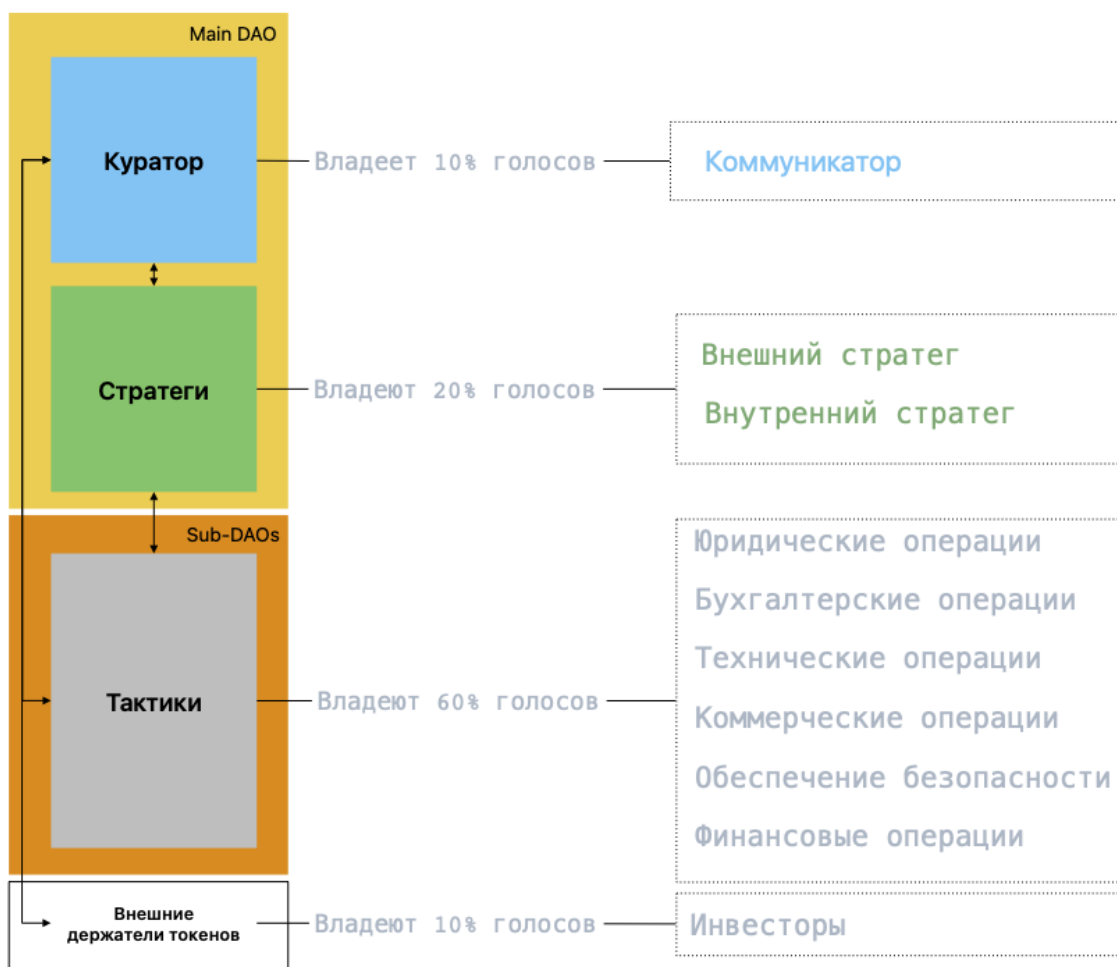 Main DAO
Куратор
Владеет 10% голосов
Коммуникатор
Стратеги
Владеют 20% голосов
Внешний стратег
Внутренний стратег
Sub-DAOs
Тактики
Владеют 60% голосов
Юридические операции
Бухгалтерские операции
Технические операции
Коммерческие операции
Обеспечение безопасности
Финансовые операции
Внешние
держатели токенов
Владеют 10% голосов
Инвесторы